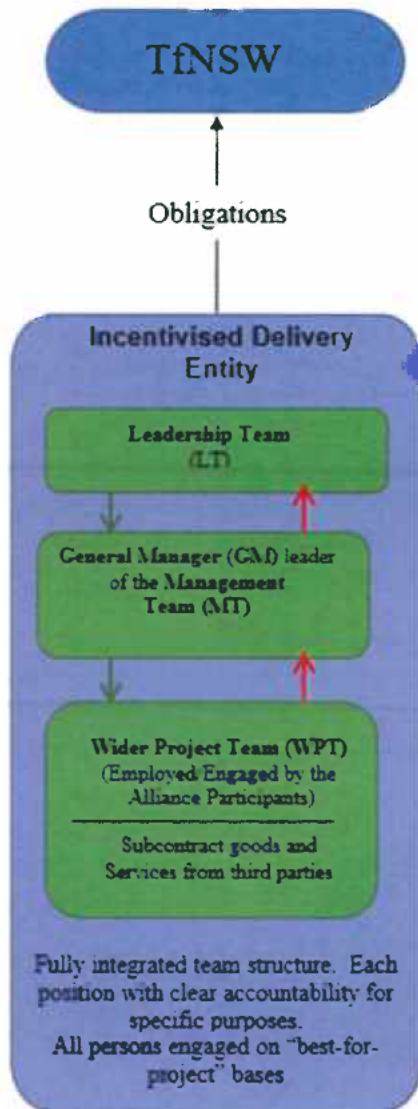 TfNSW
Obligations
Incentivised Delivery
Entity
Leadership Team
(LT)
General Manager (GM) leader
of the Management
Team (MT)
Wider Project Team (WPT)
(Employed/Engaged by the
Alliance Participants)
Subcontract goods and
Services from third parties
Fully integrated team structure. Each
position with clear accountability for
specific purposes.
All persons engaged on "best-for-
project" bases